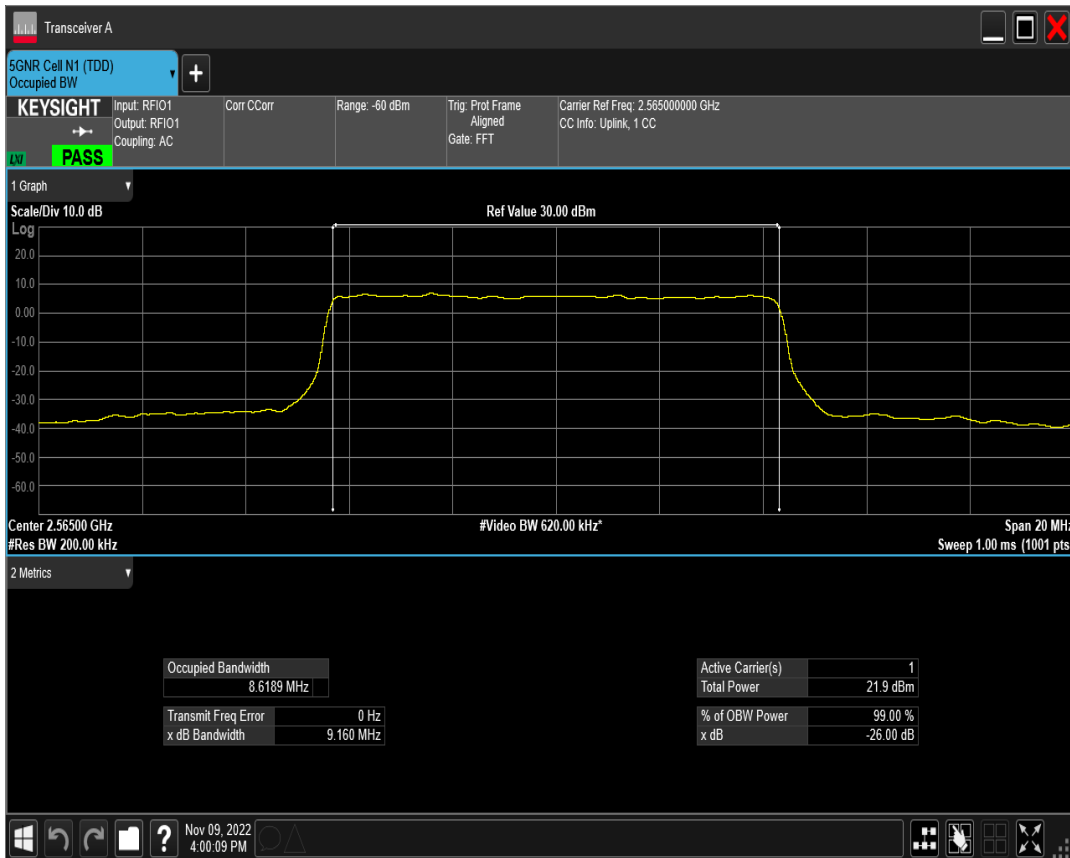 Transceiver A
5GNR Cell N1 (TDD)
Occupied BW
+
KEYSIGHT
LXI
PASS
Input: RFIO1
Output: RFIO1
Coupling: AC
Corr CCorr
Range: -60 dBm
Trig: Prot Frame
Aligned
Gate: FFT
Carrier Ref Freq: 2.565000000 GHz
CC Info: Uplink, 1 CC
1 Graph
Scale/Div 10.0 dB
Ref Value 30.00 dBm
Log
20.0
10.0
0.00
-10.0
-20.0
-30.0
-40.0
-50.0
-60.0
Center 2.56500 GHz
#Video BW 620.00 kHz*
Span 20 MHz
#Res BW 200.00 kHz
Sweep 1.00 ms (1001 pts
2 Metrics
Occupied Bandwidth
8.6189 MHz
Transmit Freq Error 0 Hz
x dB Bandwidth 9.160 MHz
Active Carrier(s) 1
Total Power 21.9 dBm
% of OBW Power 99.00 %
x dB -26.00 dB
?
Nov 09, 2022
4:00:09 PM